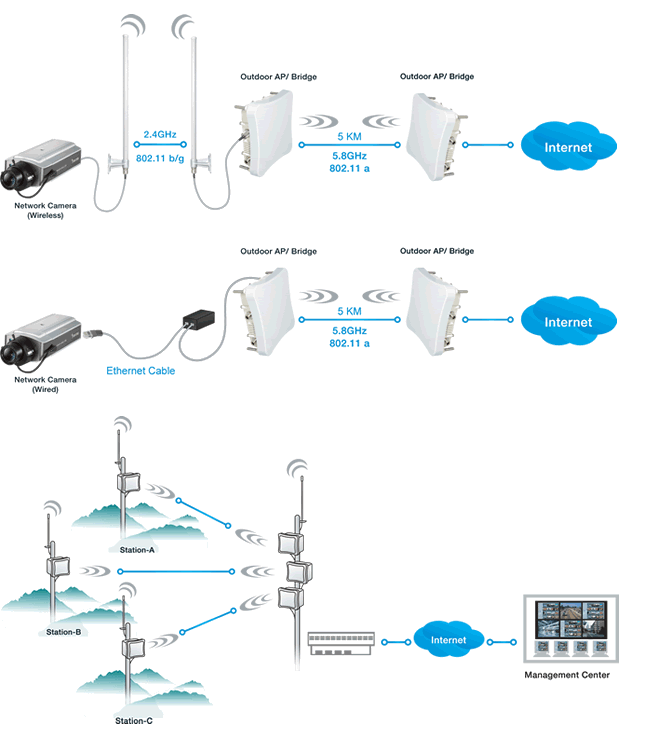 Outdoor AP/ Bridge
Outdoor AP/ Bridge
2.4GHz
802.11 b/g
5 KM
5.8GHz
802.11 a
Internet
Network Camera
(Wireless)
Outdoor AP/ Bridge
Outdoor AP/ Bridge
5 KM
5.8GHz
802.11 a
Internet
Ethernet Cable
Network Camera
(Wired)
Station-A
Station-B
Station-C
Internet
Management Center